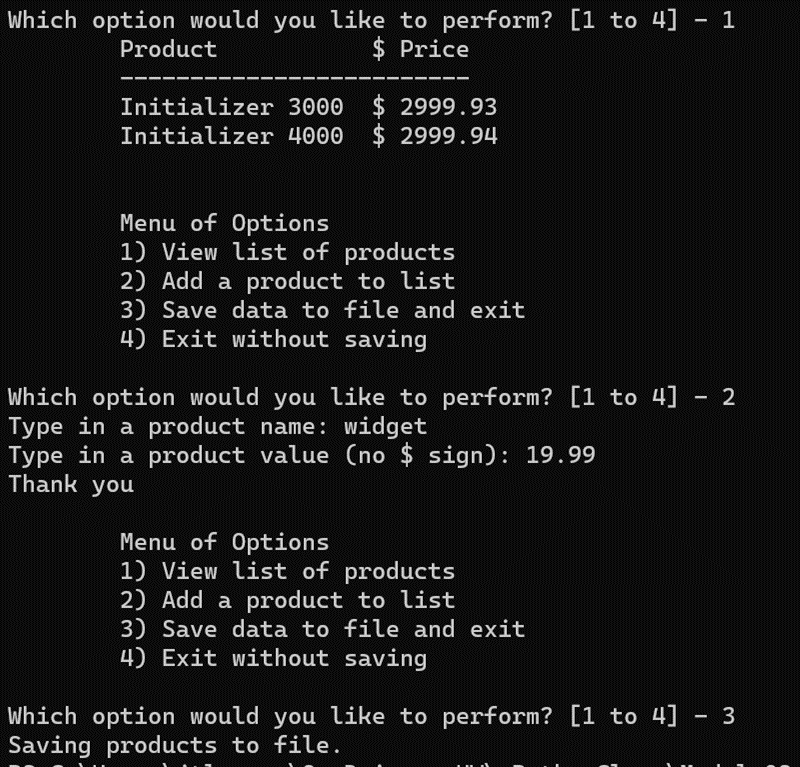 Which option would you like to perform? [1 to 4] - 1
Product $ Price
-------------------------
Initializer 3000 $ 2999.93
Initializer 4000 $ 2999.94
Menu of Options
1) View list of products
2) Add a product to list
3) Save data to file and exit
4) Exit without saving
Which option would you like to perform? [1 to 4] - 2
Type in a product name: widget
Type in a product value (no $ sign): 19.99
Thank you
Menu of Options
1) View list of products
2) Add a product to list
3) Save data to file and exit
4) Exit without saving
Which option would you like to perform? [1 to 4] - 3
Saving products to file.